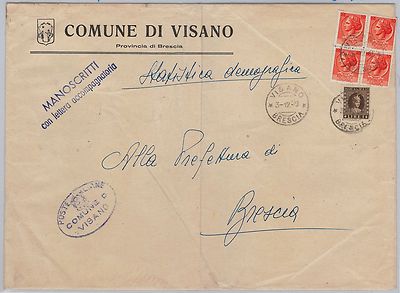 COMUNE DI VISANO
Provincia di Brescia
MANOSCRITTI
con lettera accompagnatoria
Statistica demografica
VISANO
BRESCIA
Alla Prefettura di
Brescia
POSTE
COMUNE D
VISANO